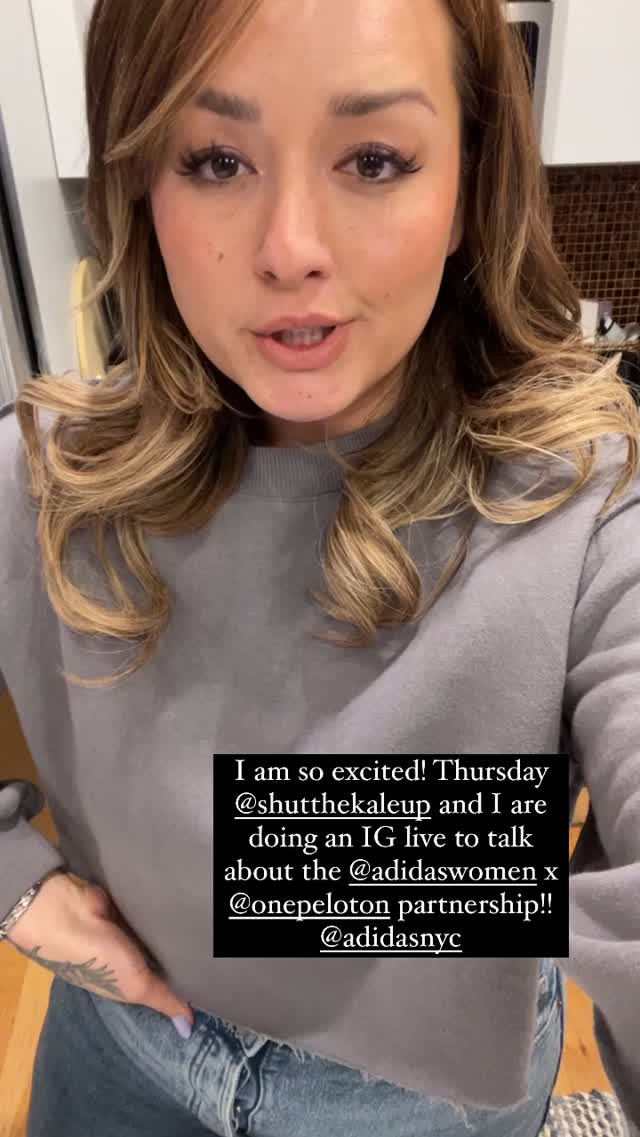 I am so excited! Thursday
@shutthekaleup and I are
doing an IG live to talk
about the @adidaswomen x
@onepeloton partnership!!
@adidasnyc